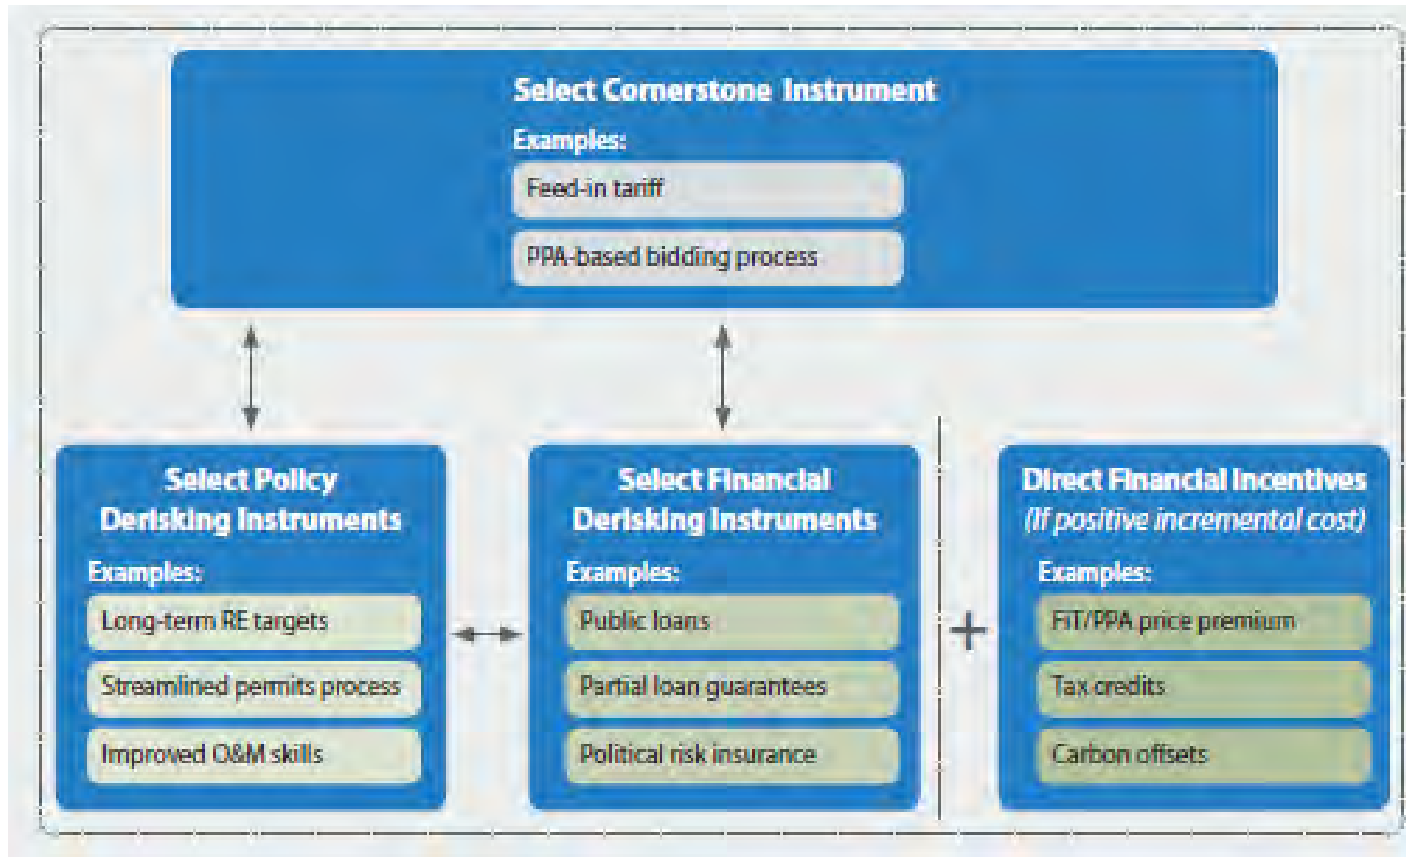 Select Cornerstone Instrument
Examples:
Feed-in tariff
PPA-based bidding process
Select Policy
Derisking Instruments
Examples:
Long-term RE targets
Streamlined permits process
Improved O&M skills
Select Financial
Derisking Instruments
Examples:
Public loans
Partial loan guarantees
Political risk insurance
+
Direct Financial Incentives
(If positive incremental cost)
Examples:
FiT/PPA price premium
Tax credits
Carbon offsets